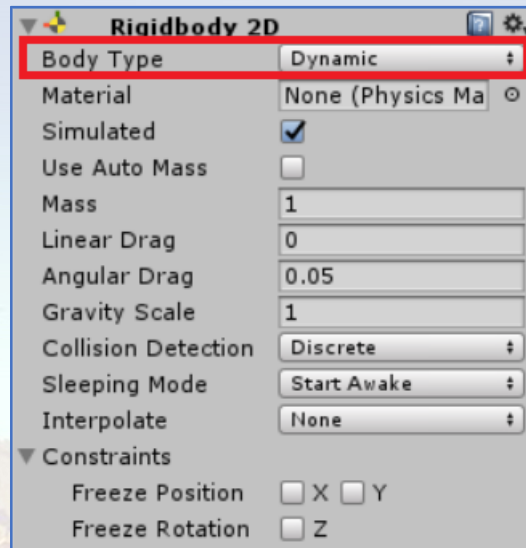 Rigidbody 2D
Body Type Dynamic
Material None (Physics Ma
Simulated
Use Auto Mass
Mass 1
Linear Drag 0
Angular Drag 0.05
Gravity Scale 1
Collision Detection Discrete
Sleeping Mode Start Awake
Interpolate None
Constraints
Freeze Position X Y
Freeze Rotation Z